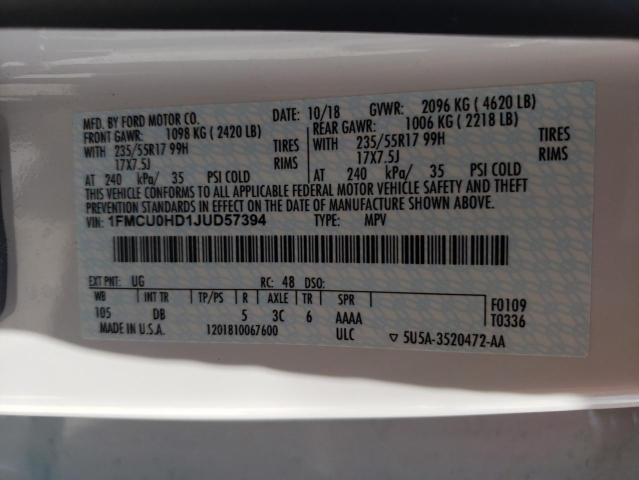 MFD. BY FORD MOTOR CO.
DATE: 10/18 GVWR: 2096 KG ( 4620 LB)
FRONT GAWR: 1098 KG ( 2420 LB)
REAR GAWR: 1006 KG ( 2218 LB)
WITH 235/55R17 99H TIRES
WITH 235/55R17 99H TIRES
17X7.5J RIMS
17X7.5J RIMS
AT 240 kPa/ 35 PSI COLD
AT 240 kPa/ 35 PSI COLD
THIS VEHICLE CONFORMS TO ALL APPLICABLE FEDERAL MOTOR VEHICLE SAFETY AND THEFT
PREVENTION STANDARDS IN EFFECT ON THE DATE OF MANUFACTURE SHOWN ABOVE.
VIN: 1FMCU0HD1JUD57394 TYPE: MPV
EXT PNT: UG RC: 48 DSO:
WB INT TR TP/PS R AXLE TR SPR
105 DB 5 3C 6 AAAA
F0109
T0336
MADE IN U.S.A. 1201810067600 ULC ▽ 5U5A-3520472-AA